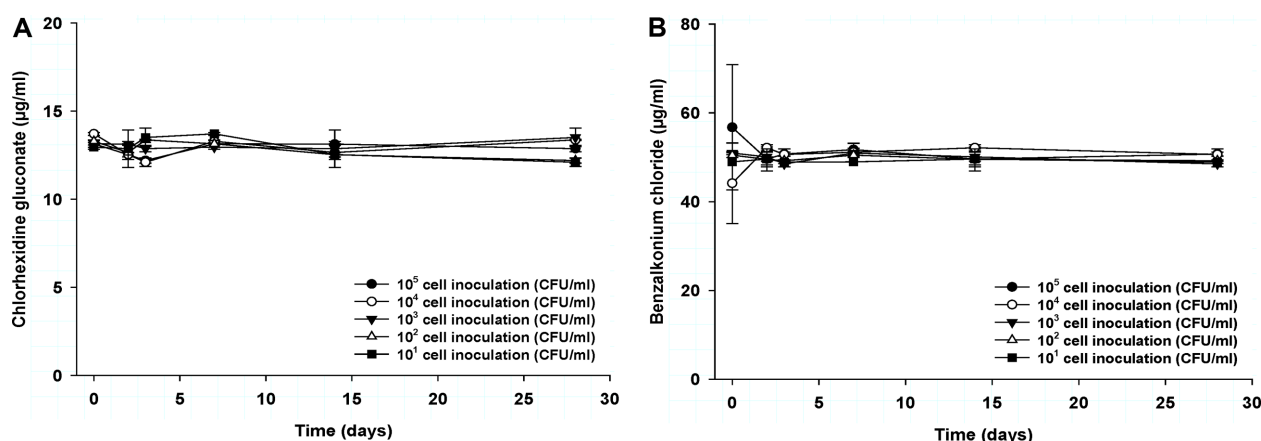 A
Chlorhexidine gluconate (µg/ml)
20
15
10
5
0
10⁵ cell inoculation (CFU/ml)
10⁴ cell inoculation (CFU/ml)
10³ cell inoculation (CFU/ml)
10² cell inoculation (CFU/ml)
10¹ cell inoculation (CFU/ml)
0 5 10 15 20 25 30
Time (days)
B
Benzalkonium chloride (µg/ml)
80
60
40
20
0
10⁵ cell inoculation (CFU/ml)
10⁴ cell inoculation (CFU/ml)
10³ cell inoculation (CFU/ml)
10² cell inoculation (CFU/ml)
10¹ cell inoculation (CFU/ml)
0 5 10 15 20 25 30
Time (days)